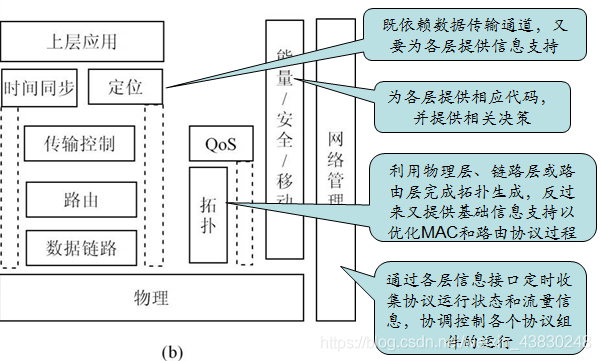 上层应用
时间同步
定位
传输控制
QoS
路由
拓扑
数据链路
物理
(b)
能量/安全/移动
网络管理
既依赖数据传输通道，又
要为各层提供信息支持
为各层提供相应代码，
并提供相关决策
利用物理层、链路层或路
由层完成拓扑生成，反过
来又提供基础信息支持以
优化MAC和路由协议过程
通过各层信息接口定时收
集协议运行状态和流量信
息，协调控制各个协议组
件的运行